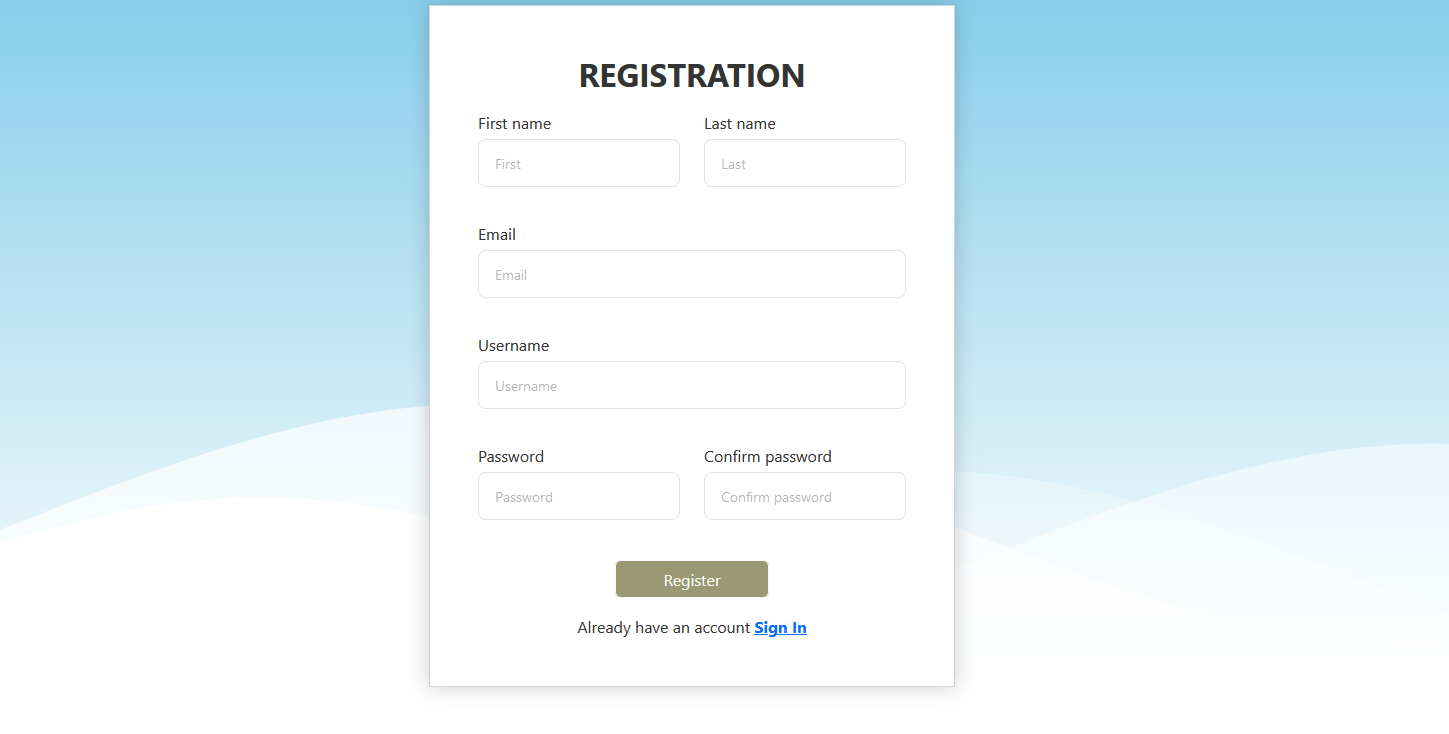 REGISTRATION
First name Last name
First Last
Email
Email
Username
Username
Password Confirm password
Password Confirm password
Register
Already have an account Sign In